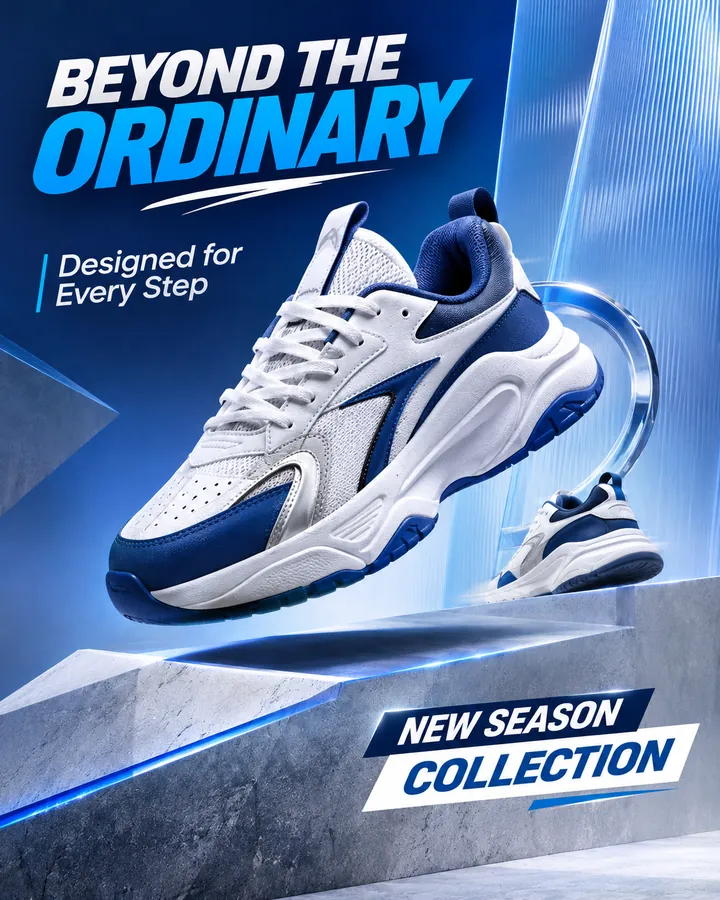 BEYOND THE
ORDINARY
Designed for
Every Step
NEW SEASON
COLLECTION